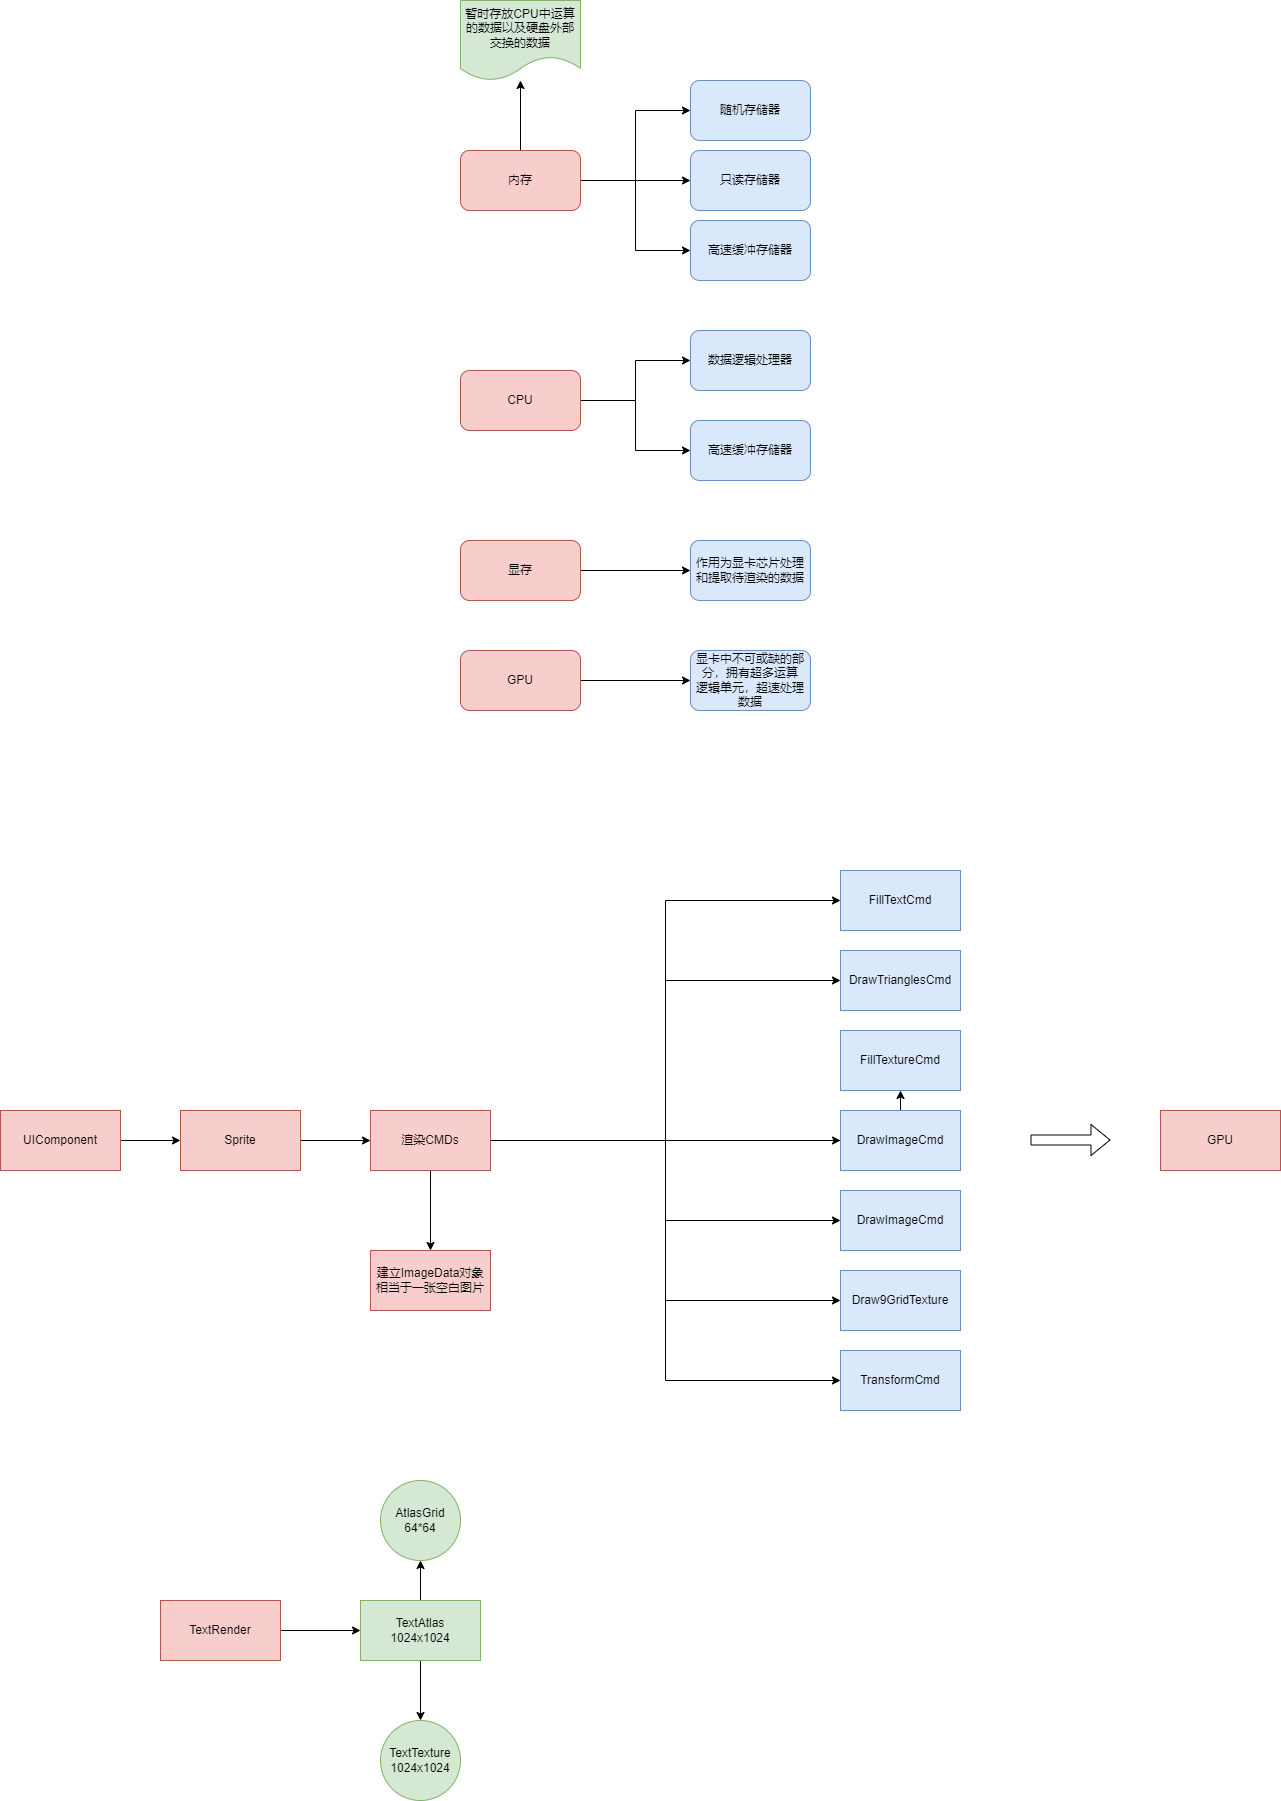 暂时存放CPU中运算
的数据以及硬盘外部
交换的数据
随机存储器
内存
只读存储器
高速缓冲存储器
数据逻辑处理器
CPU
高速缓冲存储器
显存
作用为显卡芯片处理
和提取待渲染的数据
GPU
显卡中不可或缺的部
分，拥有超多运算
逻辑单元，超速处理
数据
FillTextCmd
DrawTrianglesCmd
FillTextureCmd
UIComponent
Sprite
渲染CMDs
DrawImageCmd
GPU
DrawImageCmd
建立ImageData对象
相当于一张空白图片
Draw9GridTexture
TransformCmd
AtlasGrid
64*64
TextRender
TextAtlas
1024x1024
TextTexture
1024x1024